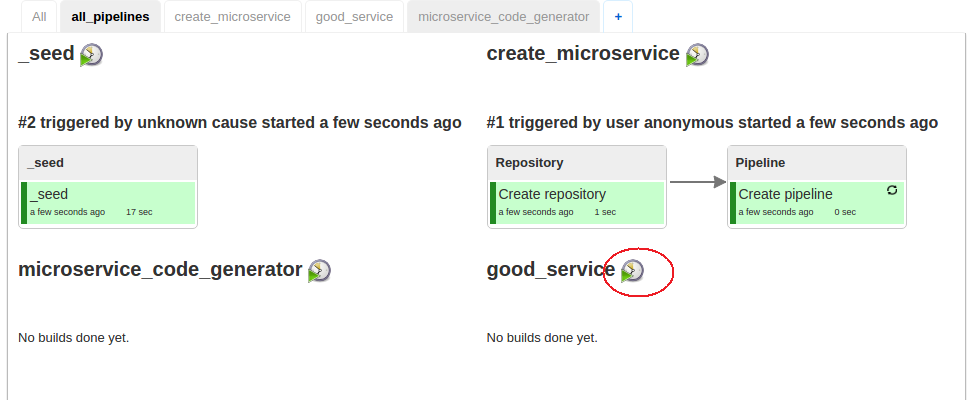 All all_pipelines create_microservice good_service microservice_code_generator +
_seed
#2 triggered by unknown cause started a few seconds ago
_seed
_seed
a few seconds ago 17 sec
create_microservice
#1 triggered by user anonymous started a few seconds ago
Repository
Create repository
a few seconds ago 1 sec
Pipeline
Create pipeline
a few seconds ago 0 sec
microservice_code_generator
No builds done yet.
good_service
No builds done yet.